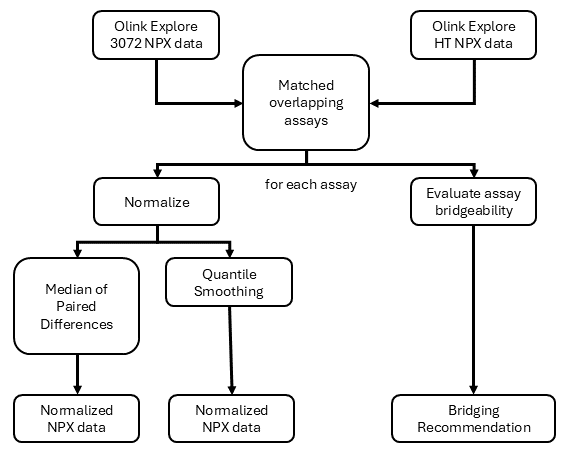 Olink Explore
3072 NPX data
Olink Explore
HT NPX data
Matched
overlapping
assays
for each assay
Normalize
Evaluate assay
bridgeability
Median of
Paired
Differences
Quantile
Smoothing
Normalized
NPX data
Normalized
NPX data
Bridging
Recommendation